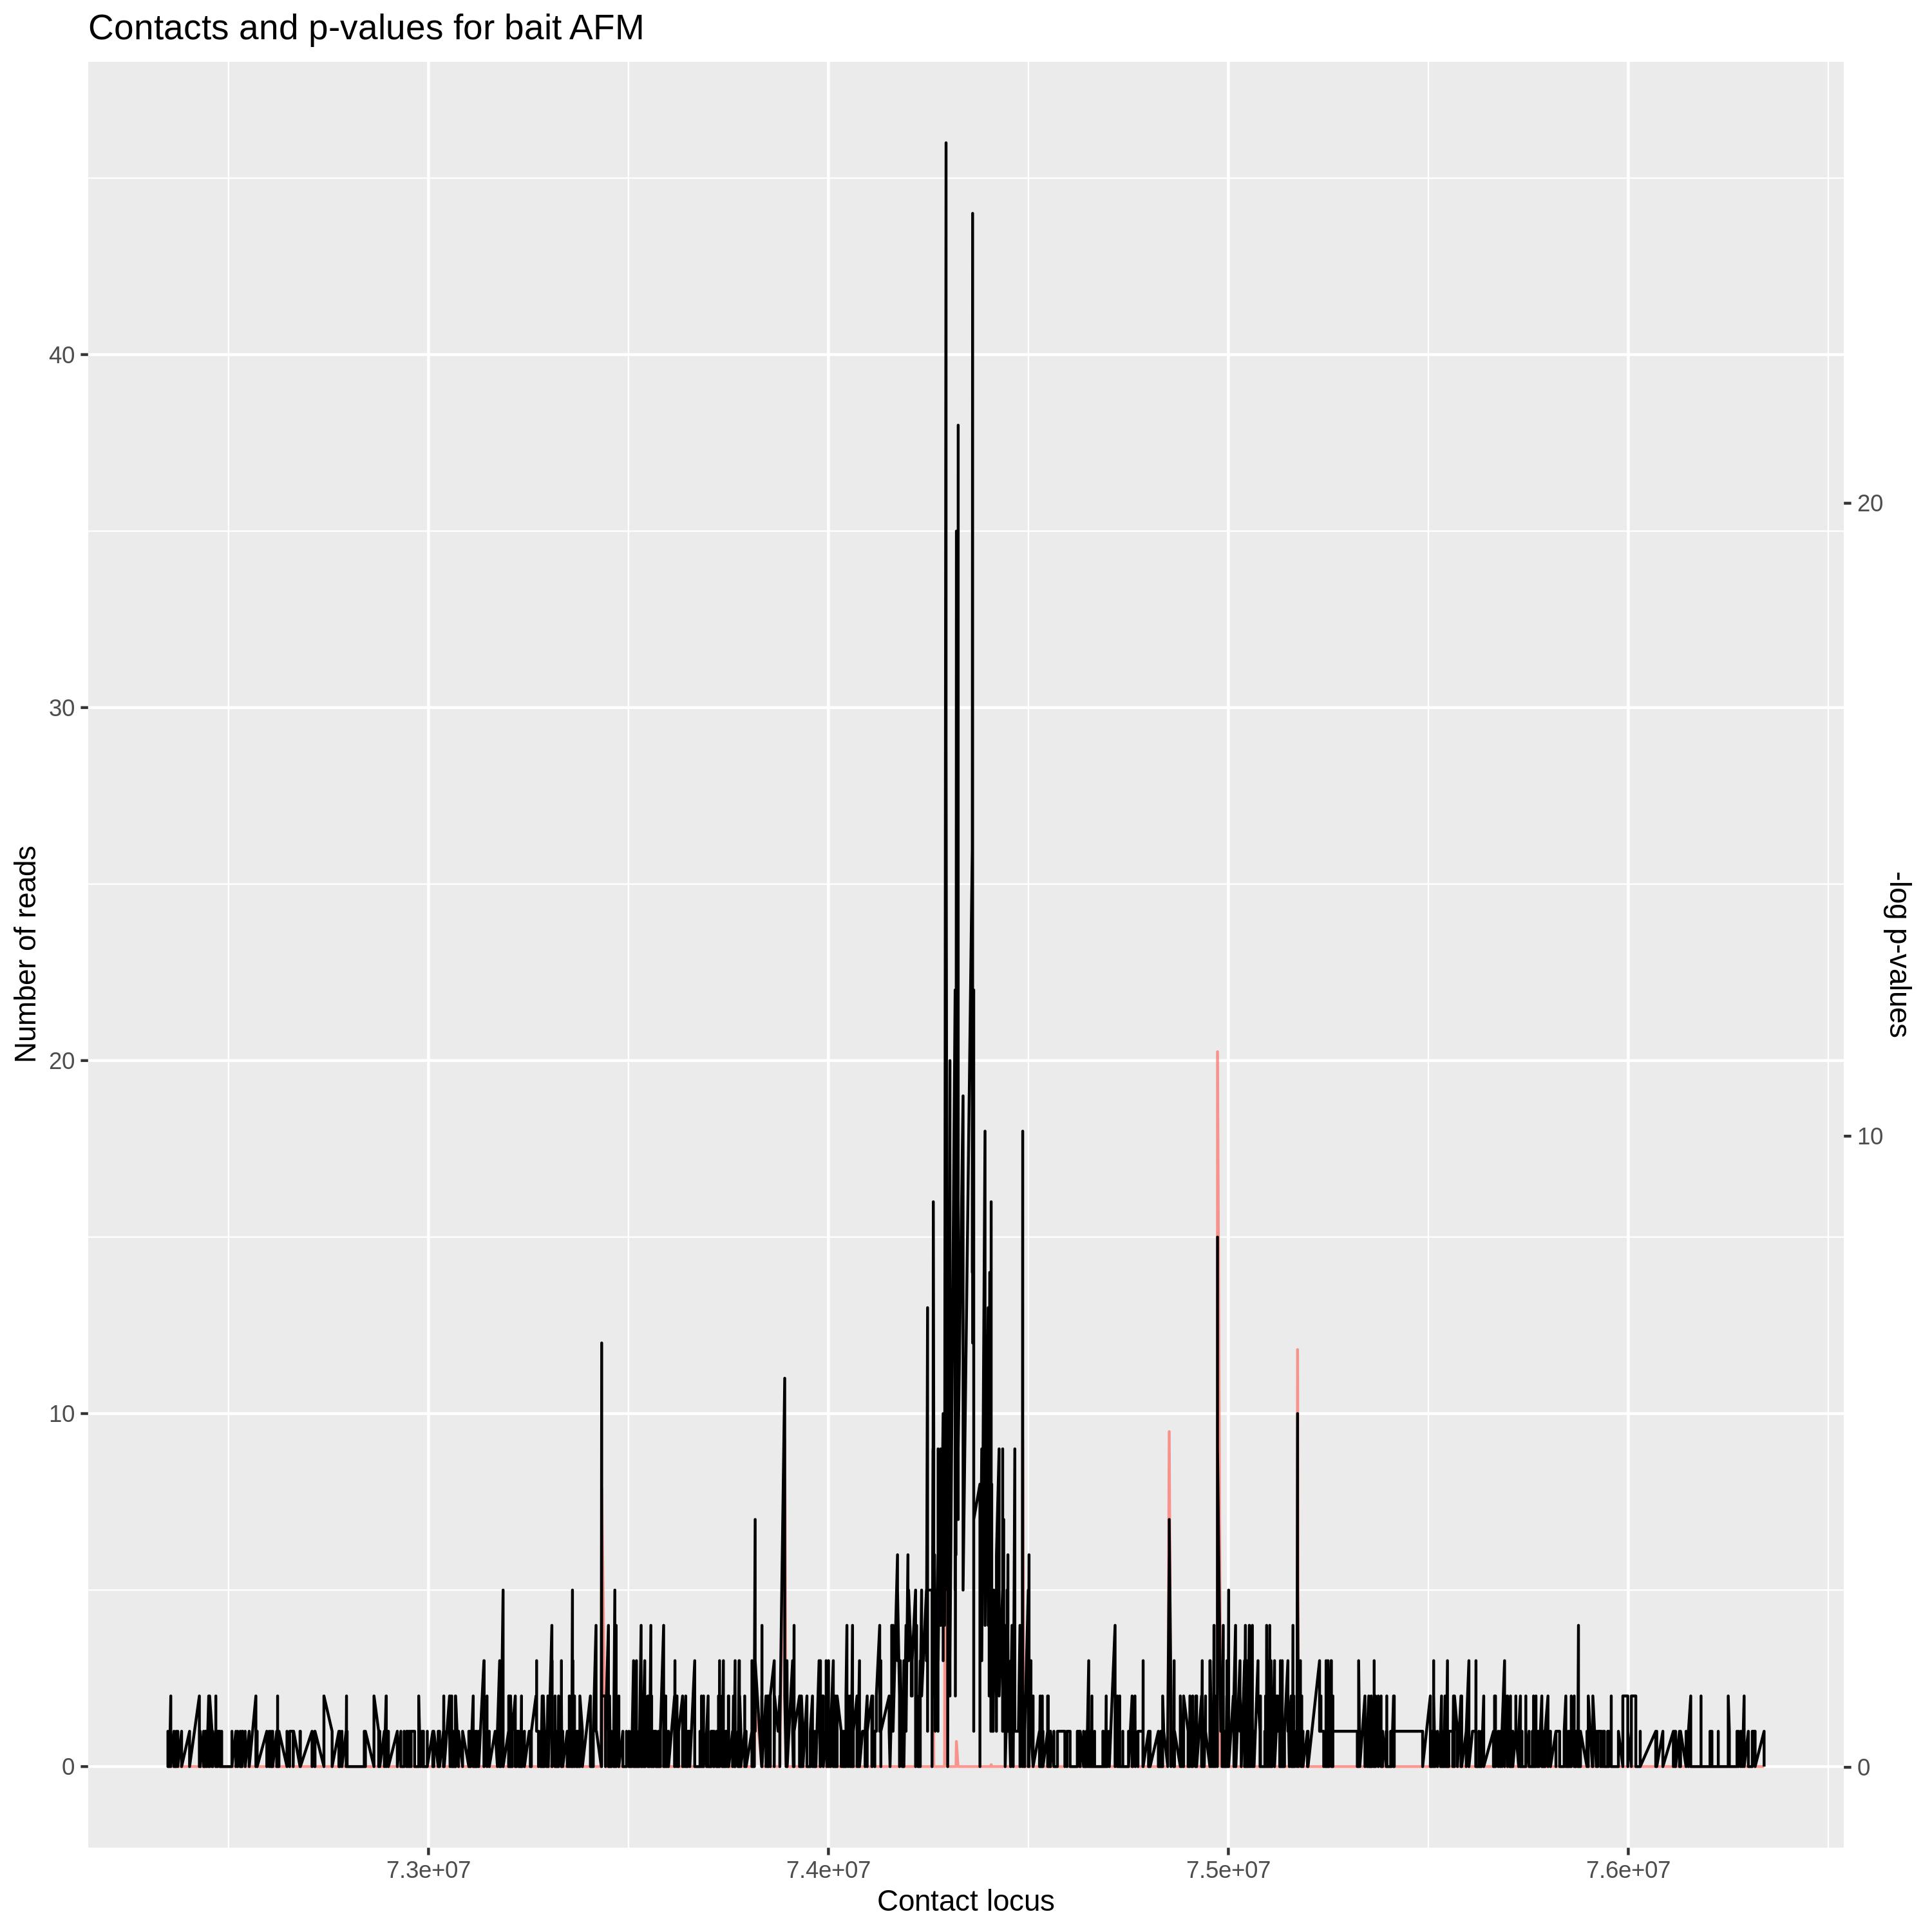 Contacts and p-values for bait AFM
40
30
20
10
0
Number of reads
20
10
0
-log p-values
7.3e+07
7.4e+07
7.5e+07
7.6e+07
Contact locus